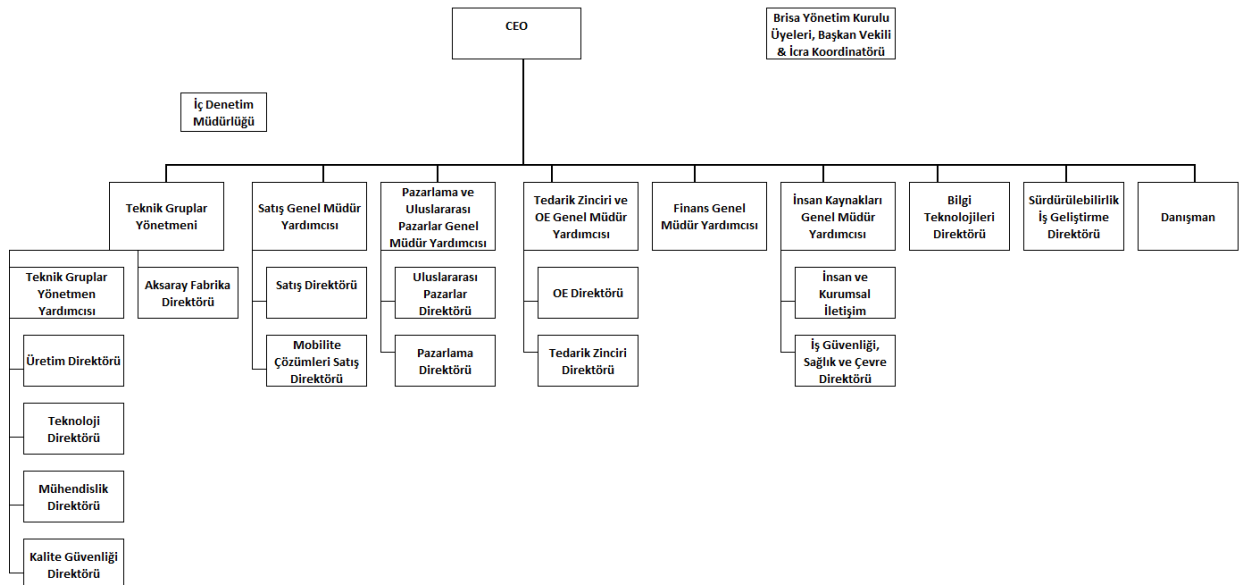 CEO
Brisa Yönetim Kurulu
Üyeleri, Başkan Vekili
& İcra Koordinatörü
İç Denetim
Müdürlüğü
Teknik Gruplar
Yönetmeni
Satış Genel Müdür
Yardımcısı
Pazarlama ve
Uluslararası
Pazarlar Genel
Müdür Yardımcısı
Tedarik Zinciri ve
OE Genel Müdür
Yardımcısı
Finans Genel
Müdür Yardımcısı
İnsan Kaynakları
Genel Müdür
Yardımcısı
Bilgi
Teknolojileri
Direktörü
Sürdürülebilirlik
İş Geliştirme
Direktörü
Danışman
Teknik Gruplar
Yönetmen
Yardımcısı
Aksaray Fabrika
Direktörü
Satış Direktörü
Uluslararası
Pazarlar
Direktörü
OE Direktörü
İnsan ve
Kurumsal
İletişim
Üretim Direktörü
Mobilite
Çözümleri Satış
Direktörü
Pazarlama
Direktörü
Tedarik Zinciri
Direktörü
İş Güvenliği,
Sağlık ve Çevre
Direktörü
Teknoloji
Direktörü
Mühendislik
Direktörü
Kalite Güvenliği
Direktörü